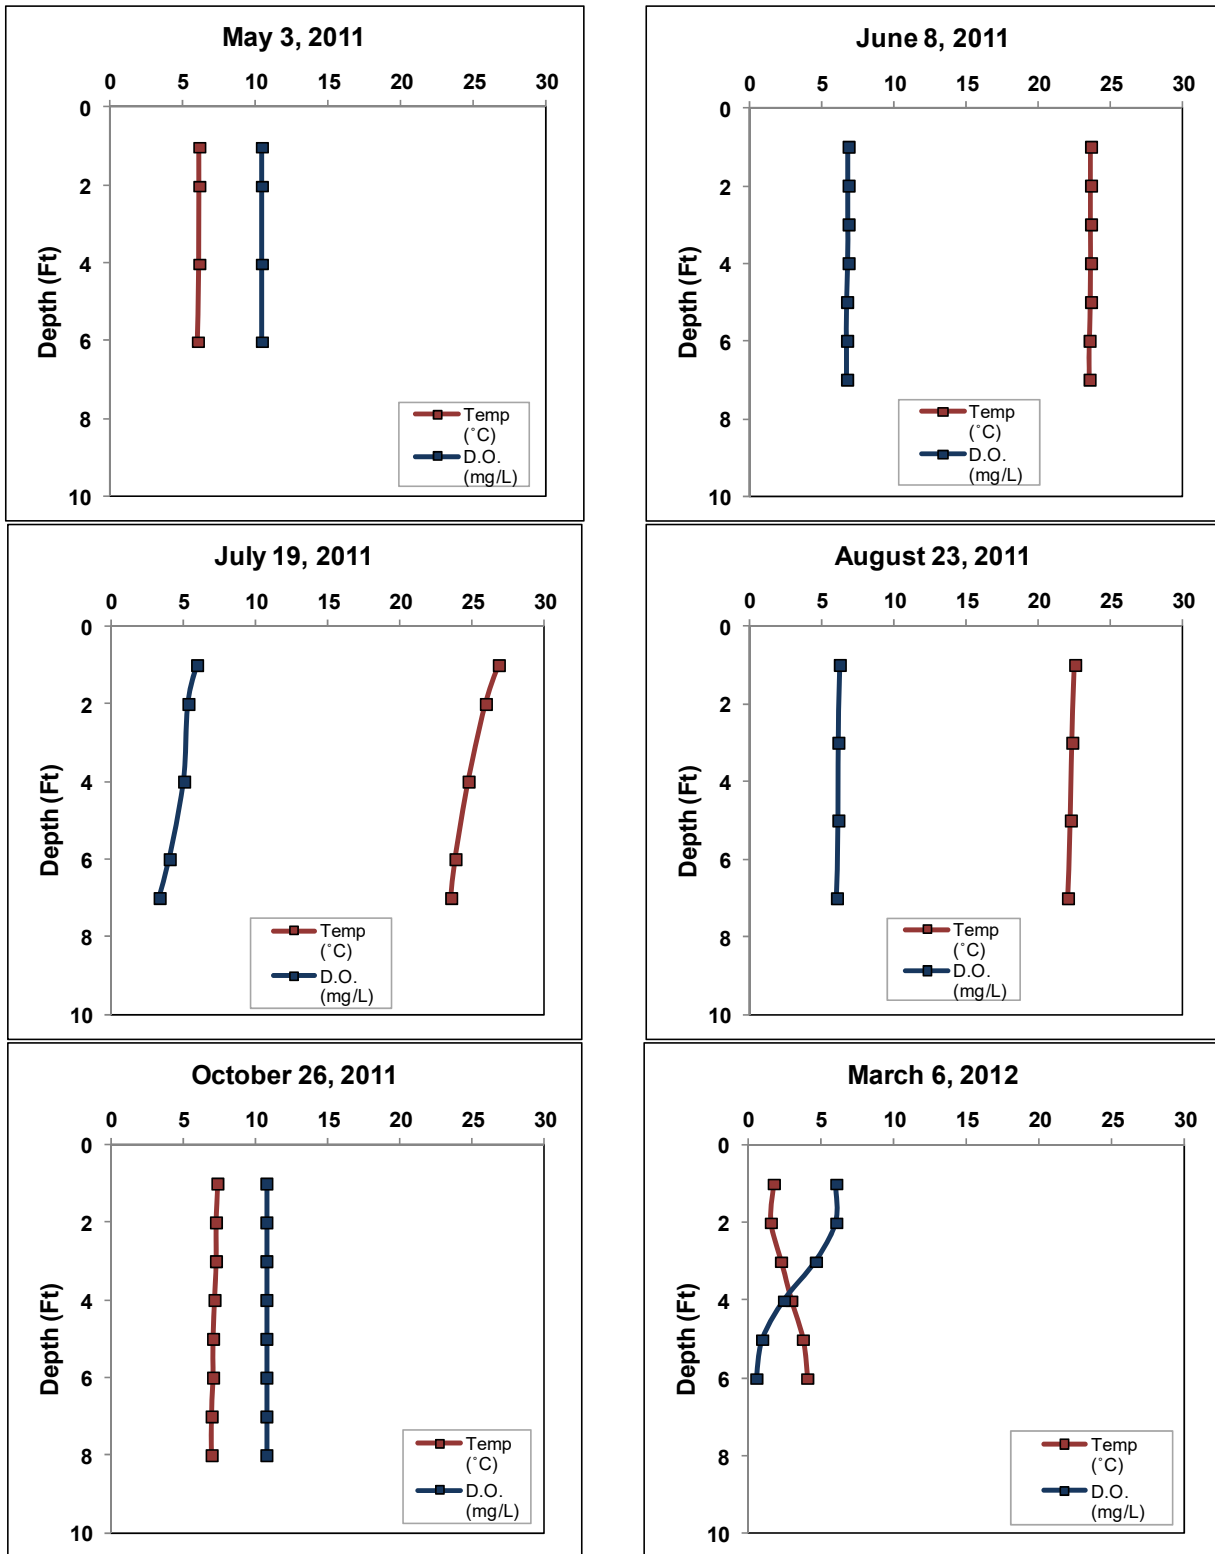 May 3, 2011
0 5 10 15 20 25 30
0
2
4
6
8
10
Depth (Ft)
Temp
(˚C)
D.O.
(mg/L)
June 8, 2011
0 5 10 15 20 25 30
0
2
4
6
8
10
Depth (Ft)
Temp
(˚C)
D.O.
(mg/L)
July 19, 2011
0 5 10 15 20 25 30
0
2
4
6
8
10
Depth (Ft)
Temp
(˚C)
D.O.
(mg/L)
August 23, 2011
0 5 10 15 20 25 30
0
2
4
6
8
10
Depth (Ft)
Temp
(˚C)
D.O.
(mg/L)
October 26, 2011
0 5 10 15 20 25 30
0
2
4
6
8
10
Depth (Ft)
Temp
(˚C)
D.O.
(mg/L)
March 6, 2012
0 5 10 15 20 25 30
0
2
4
6
8
10
Depth (Ft)
Temp
(˚C)
D.O.
(mg/L)